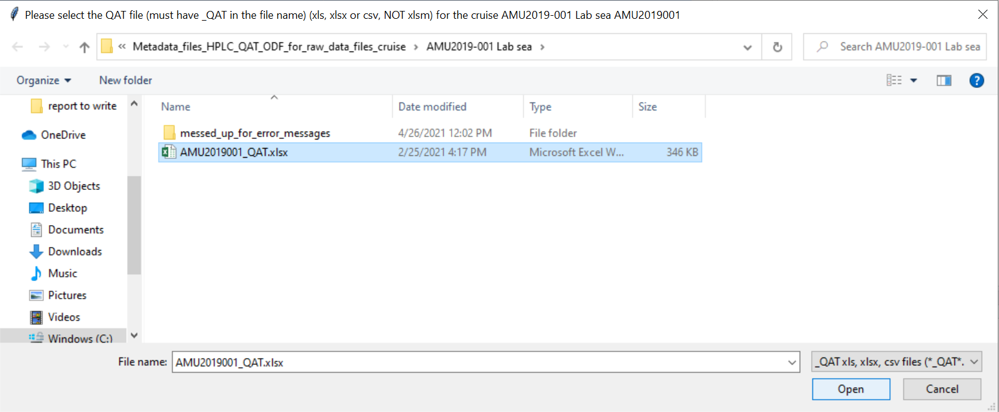 Please select the QAT file (must have _QAT in the file name) (xls, xlsx or csv, NOT xlsm) for the cruise AMU2019-001 Lab sea AMU2019001
« Metadata_files_HPLC_QAT_ODF_for_raw_data_files_cruise › AMU2019-001 Lab sea ›
Search AMU2019-001 Lab sea
Organize
New folder
?
report to write
OneDrive
This PC
3D Objects
Desktop
Documents
Downloads
Music
Pictures
Videos
Windows (C:)
Name Date modified Type Size
messed_up_for_error_messages 4/26/2021 12:02 PM File folder
AMU2019001_QAT.xlsx 2/25/2021 4:17 PM Microsoft Excel W... 346 KB
File name: AMU2019001_QAT.xlsx
_QAT xls, xlsx, csv files (*_QAT*.
Open Cancel